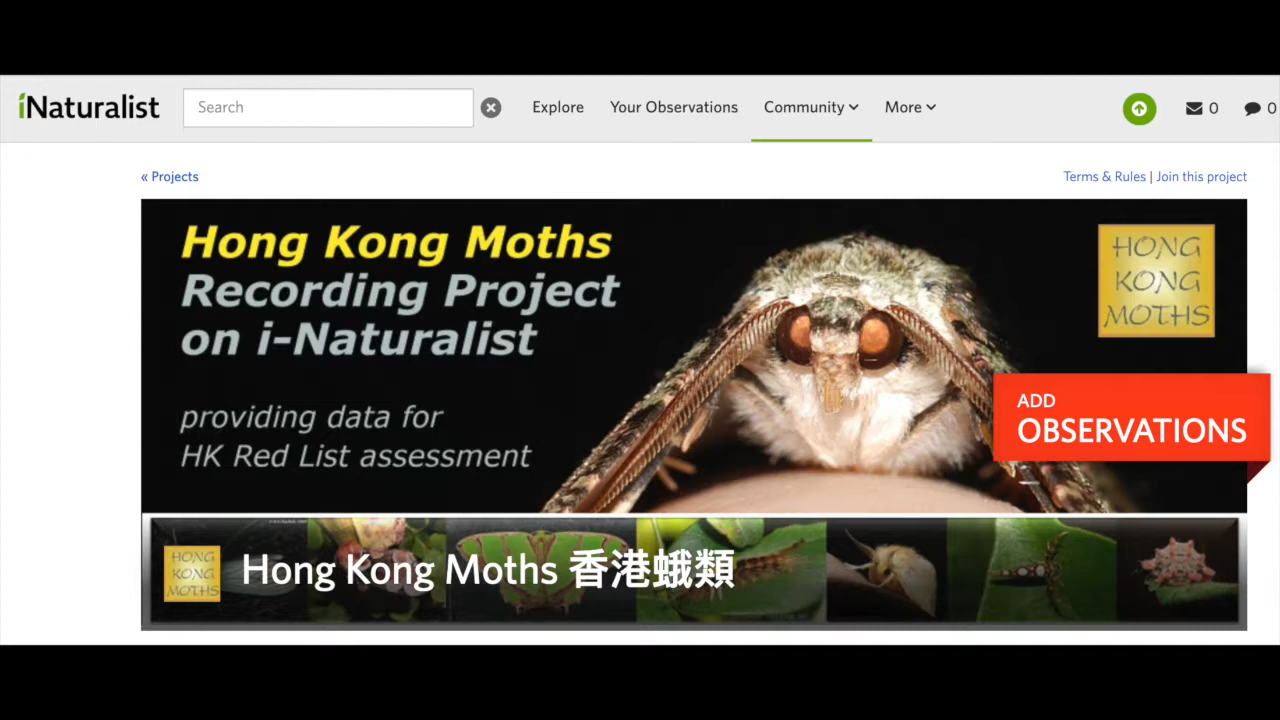 iNaturalist
Search
Explore
Your Observations
Community
More
0
0
« Projects
Terms & Rules | Join this project
Hong Kong Moths
Recording Project
on i-Naturalist
providing data for
HK Red List assessment
HONG
KONG
MOTHS
ADD
OBSERVATIONS
HONG
KONG
MOTHS
Hong Kong Moths 香港蛾類